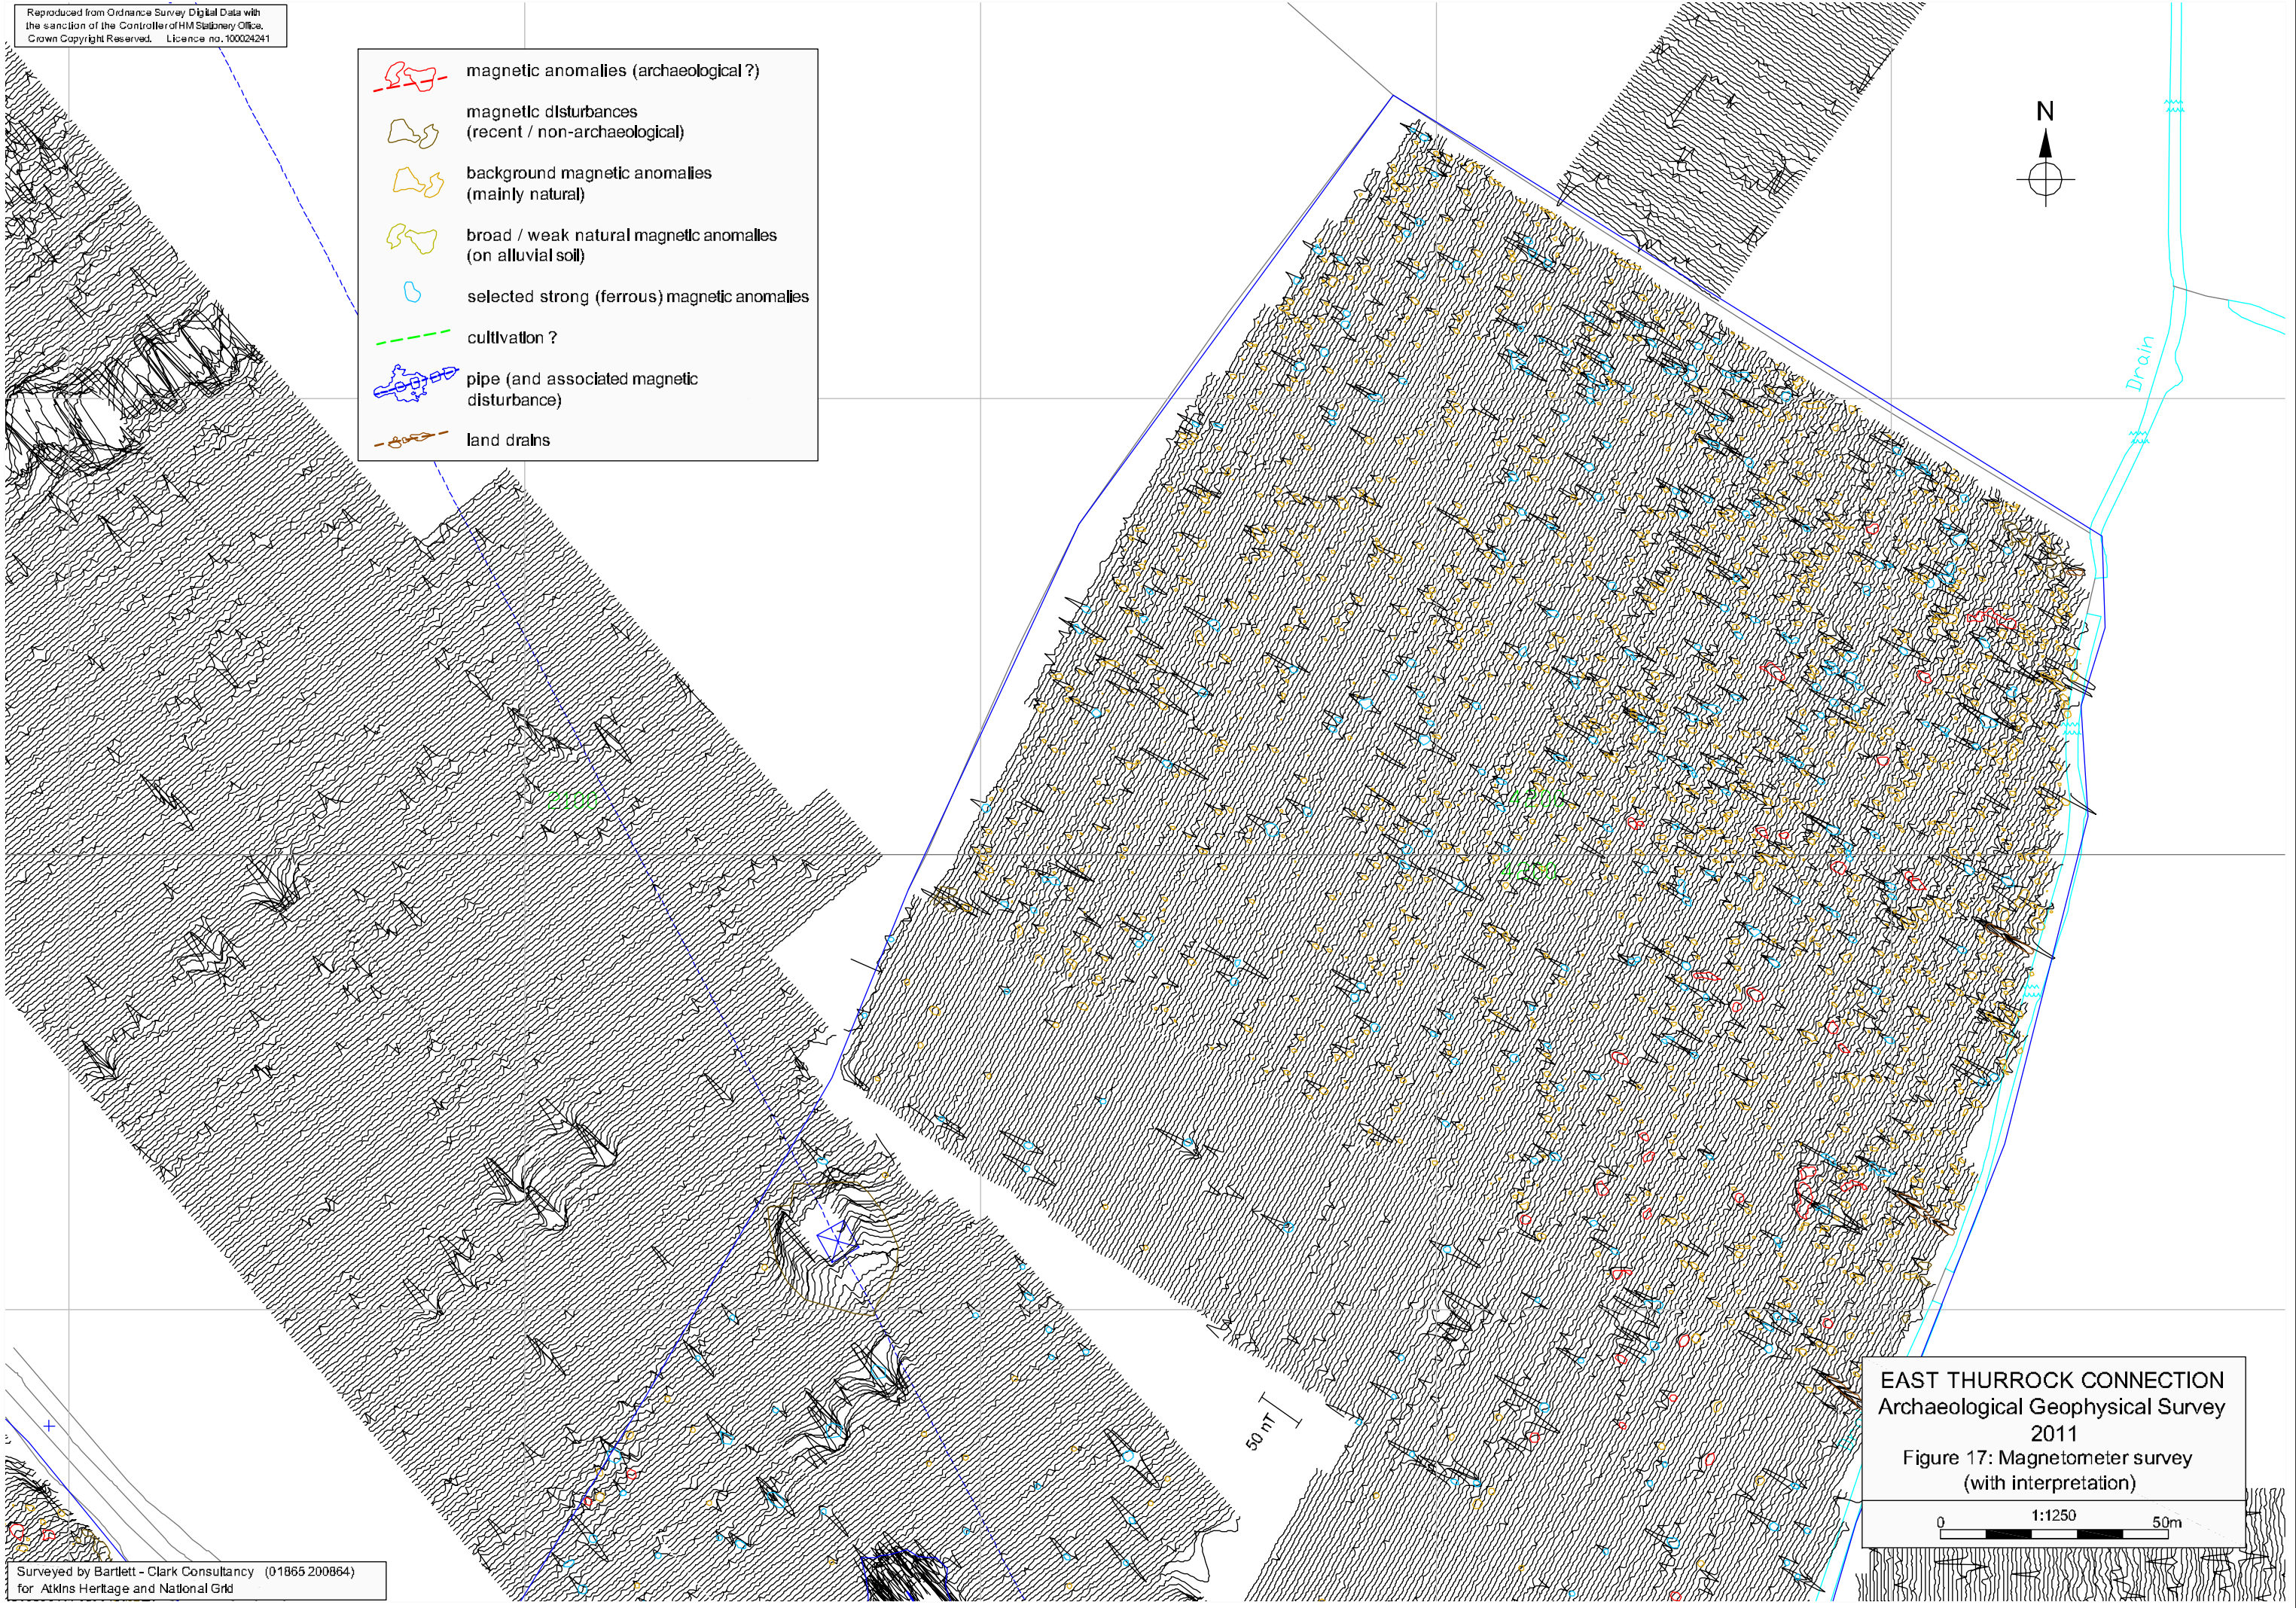 Reproduced from Ordnance Survey Digital Data with
the sanction of the Controller of HM Stationery Office.
Crown Copyright Reserved. Licence no. 100024241
magnetic anomalies (archaeological ?)
magnetic disturbances
(recent / non-archaeological)
background magnetic anomalies
(mainly natural)
broad / weak natural magnetic anomalies
(on alluvial soil)
selected strong (ferrous) magnetic anomalies
cultivation ?
pipe (and associated magnetic
disturbance)
land drains
N
Drain
2100
4200
4200
50 nT
EAST THURROCK CONNECTION
Archaeological Geophysical Survey
2011
Figure 17: Magnetometer survey
(with interpretation)
1:1250
0 50m
Surveyed by Bartlett - Clark Consultancy (01865 200864)
for Atkins Heritage and National Grid